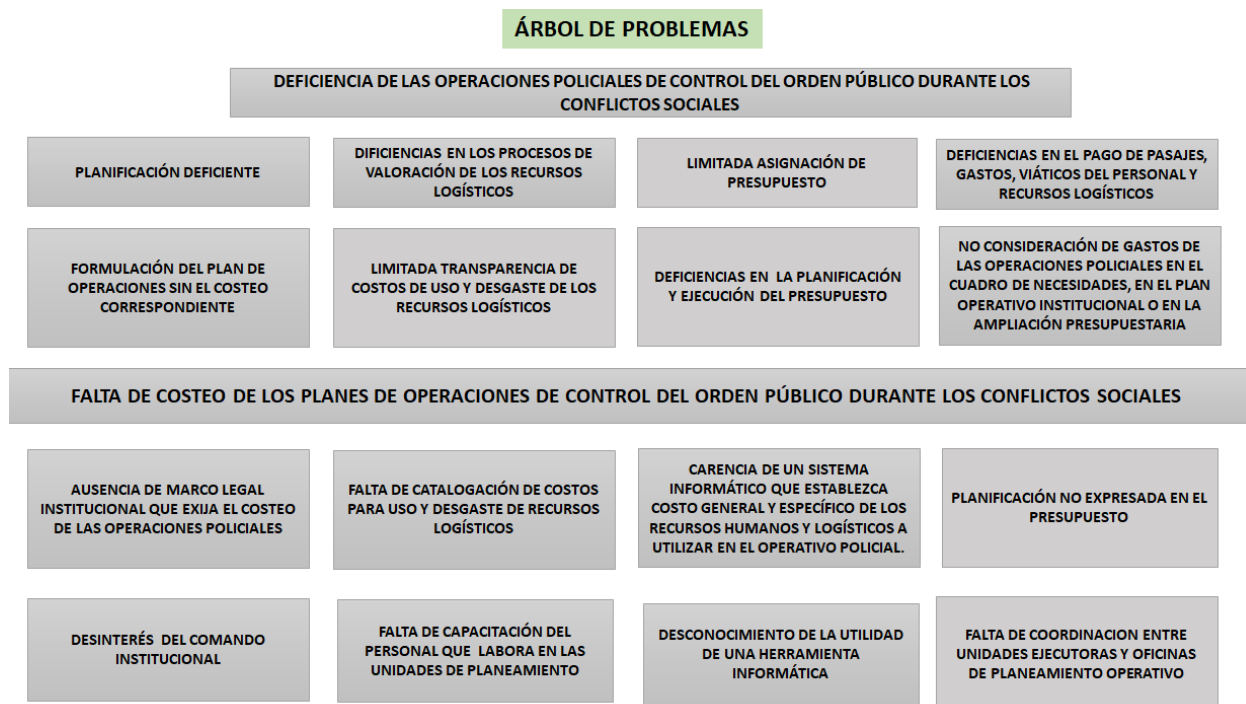 ÁRBOL DE PROBLEMAS
DEFICIENCIA DE LAS OPERACIONES POLICIALES DE CONTROL DEL ORDEN PÚBLICO DURANTE LOS
CONFLICTOS SOCIALES
PLANIFICACIÓN DEFICIENTE
DIFICIENCIAS EN LOS PROCESOS DE
VALORACIÓN DE LOS RECURSOS
LOGÍSTICOS
LIMITADA ASIGNACIÓN DE
PRESUPUESTO
DEFICIENCIAS EN EL PAGO DE PASAJES,
GASTOS, VIÁTICOS DEL PERSONAL Y
RECURSOS LOGÍSTICOS
FORMULACIÓN DEL PLAN DE
OPERACIONES SIN EL COSTEO
CORRESPONDIENTE
LIMITADA TRANSPARENCIA DE
COSTOS DE USO Y DESGASTE DE LOS
RECURSOS LOGÍSTICOS
DEFICIENCIAS EN LA PLANIFICACIÓN
Y EJECUCIÓN DEL PRESUPUESTO
NO CONSIDERACIÓN DE GASTOS DE
LAS OPERACIONES POLICIALES EN EL
CUADRO DE NECESIDADES, EN EL PLAN
OPERATIVO INSTITUCIONAL O EN LA
AMPLIACIÓN PRESUPUESTARIA
FALTA DE COSTEO DE LOS PLANES DE OPERACIONES DE CONTROL DEL ORDEN PÚBLICO DURANTE LOS CONFLICTOS SOCIALES
AUSENCIA DE MARCO LEGAL
INSTITUCIONAL QUE EXIJA EL COSTEO
DE LAS OPERACIONES POLICIALES
FALTA DE CATALOGACIÓN DE COSTOS
PARA USO Y DESGASTE DE RECURSOS
LOGÍSTICOS
CARENCIA DE UN SISTEMA
INFORMÁTICO QUE ESTABLEZCA
COSTO GENERAL Y ESPECÍFICO DE LOS
RECURSOS HUMANOS Y LOGÍSTICOS A
UTILIZAR EN EL OPERATIVO POLICIAL.
PLANIFICACIÓN NO EXPRESADA EN EL
PRESUPUESTO
DESINTERÉS DEL COMANDO
INSTITUCIONAL
FALTA DE CAPACITACIÓN DEL
PERSONAL QUE LABORA EN LAS
UNIDADES DE PLANEAMIENTO
DESCONOCIMIENTO DE LA UTILIDAD
DE UNA HERRAMIENTA
INFORMÁTICA
FALTA DE COORDINACION ENTRE
UNIDADES EJECUTORAS Y OFICINAS
DE PLANEAMIENTO OPERATIVO